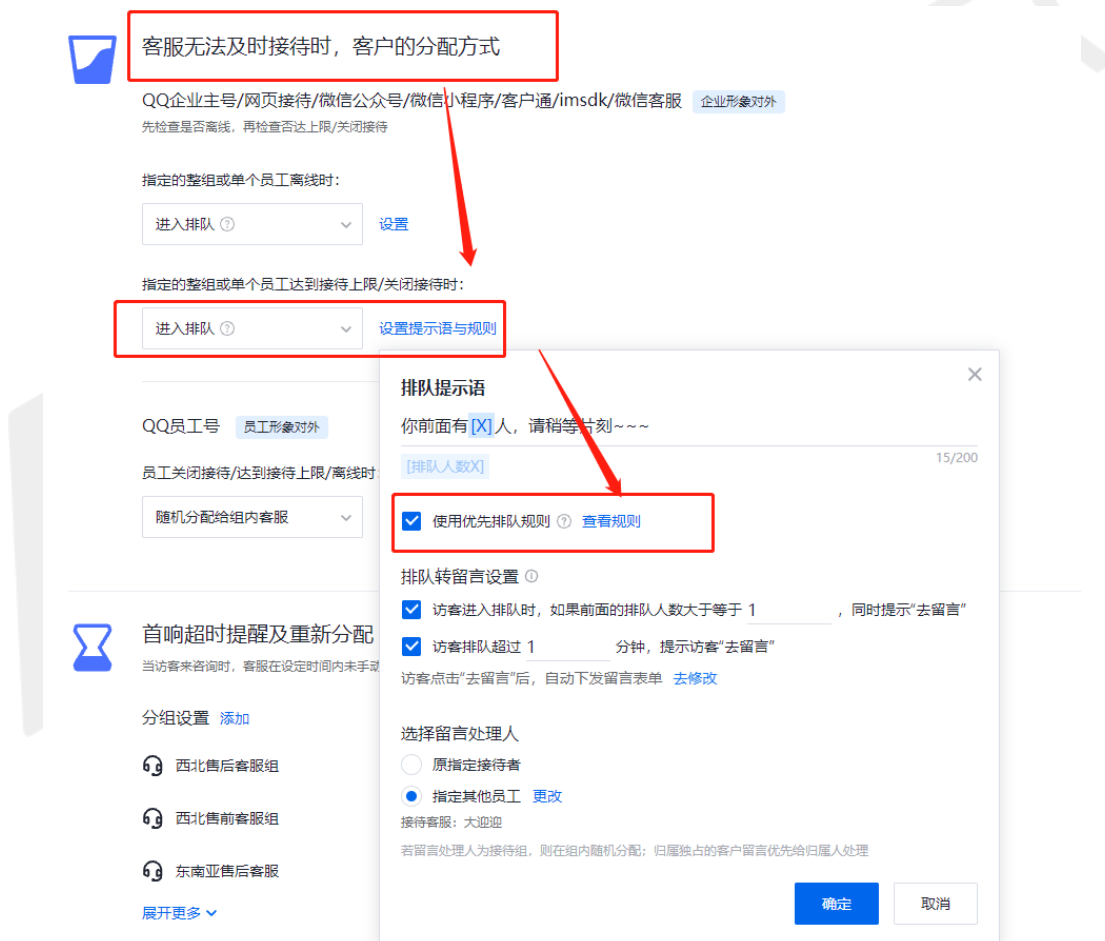 客服无法及时接待时，客户的分配方式
QQ企业主号/网页接待/微信公众号/微信小程序/客户通/imsdk/微信客服 企业形象对外
先检查是否离线，再检查否达上限/关闭接待
指定的整组或单个员工离线时：
进入排队 ? 设置
指定的整组或单个员工达到接待上限/关闭接待时：
进入排队 ? 设置提示语与规则
排队提示语
你前面有[X]人，请稍等片刻~~~
[排队人数X] 15/200
使用优先排队规则 ? 查看规则
排队转留言设置
访客进入排队时，如果前面的排队人数大于等于 1 ，同时提示“去留言”
访客排队超过 1 分钟，提示访客“去留言”
访客点击“去留言”后，自动下发留言表单 去修改
选择留言处理人
原指定接待者
指定其他员工 更改
接待客服：大迎迎
若留言处理人为接待组，则在组内随机分配；归属独占的客户留言优先给归属人处理
确定 取消
QQ员工号 员工形象对外
员工关闭接待/达到接待上限/离线时：
随机分配给组内客服
首响超时提醒及重新分配
当访客来咨询时，客服在设定时间内未手动
分组设置 添加
西北售后客服组
西北售前客服组
东南亚售后客服
展开更多